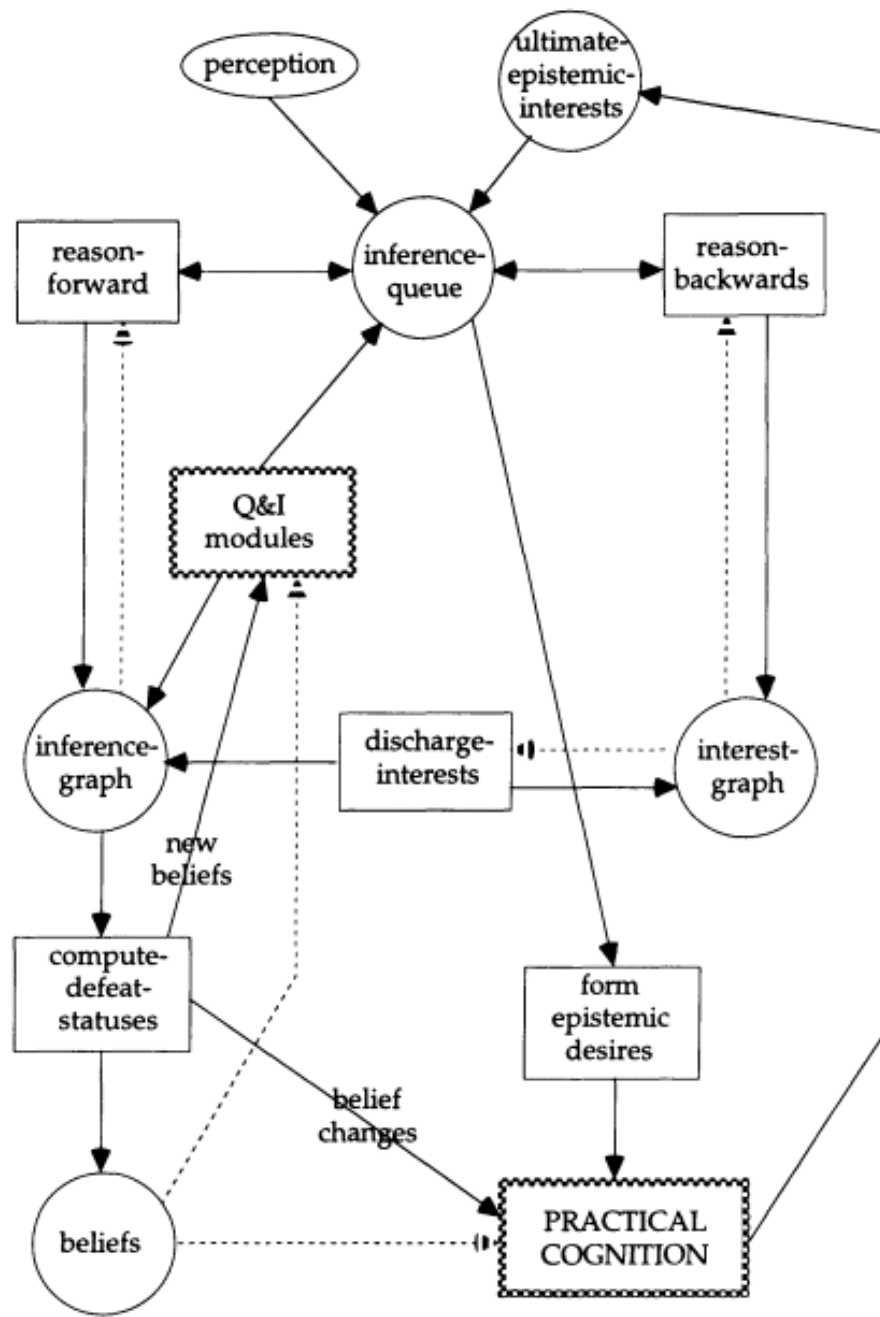 perception
ultimate-
epistemic-
interests
reason-
forward
inference-
queue
reason-
backwards
Q&I
modules
inference-
graph
discharge-
interests
interest-
graph
new
beliefs
compute-
defeat-
statuses
form
epistemic
desires
belief
changes
beliefs
PRACTICAL
COGNITION